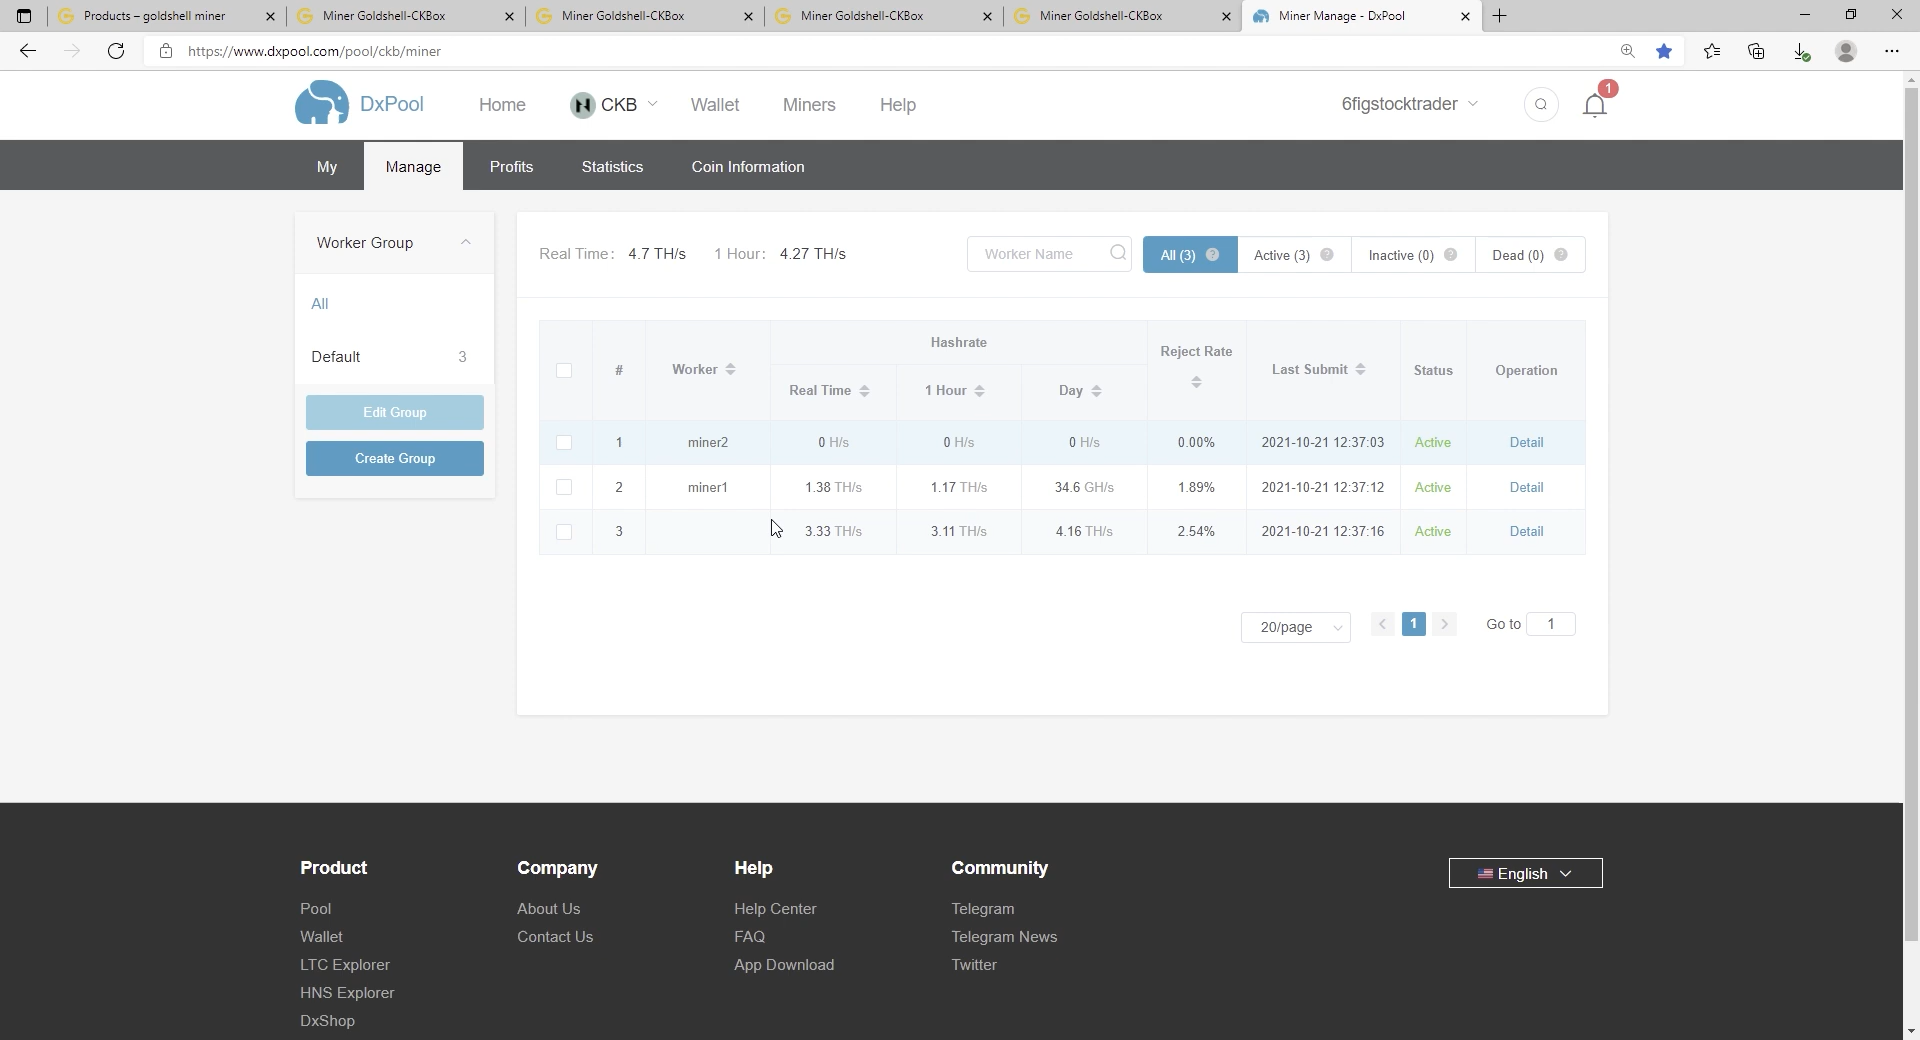 Products – goldshell miner
Miner Goldshell-CKBox
Miner Goldshell-CKBox
Miner Goldshell-CKBox
Miner Goldshell-CKBox
Miner Manage - DxPool
https://www.dxpool.com/pool/ckb/miner
DxPool
Home
CKB
Wallet
Miners
Help
6figstocktrader
1
My
Manage
Profits
Statistics
Coin Information
Worker Group
All
Default 3
Edit Group
Create Group
Real Time: 4.7 TH/s 1 Hour: 4.27 TH/s
Worker Name
All (3) ?
Active (3) ?
Inactive (0) ?
Dead (0) ?
# Worker Hashrate Reject Rate Last Submit Status Operation
Real Time 1 Hour Day
1 miner2 0 H/s 0 H/s 0 H/s 0.00% 2021-10-21 12:37:03 Active Detail
2 miner1 1.38 TH/s 1.17 TH/s 34.6 GH/s 1.89% 2021-10-21 12:37:12 Active Detail
3 3.33 TH/s 3.11 TH/s 4.16 TH/s 2.54% 2021-10-21 12:37:16 Active Detail
20/page < 1 > Go to 1
Product
Pool
Wallet
LTC Explorer
HNS Explorer
DxShop
Company
About Us
Contact Us
Help
Help Center
FAQ
App Download
Community
Telegram
Telegram News
Twitter
English